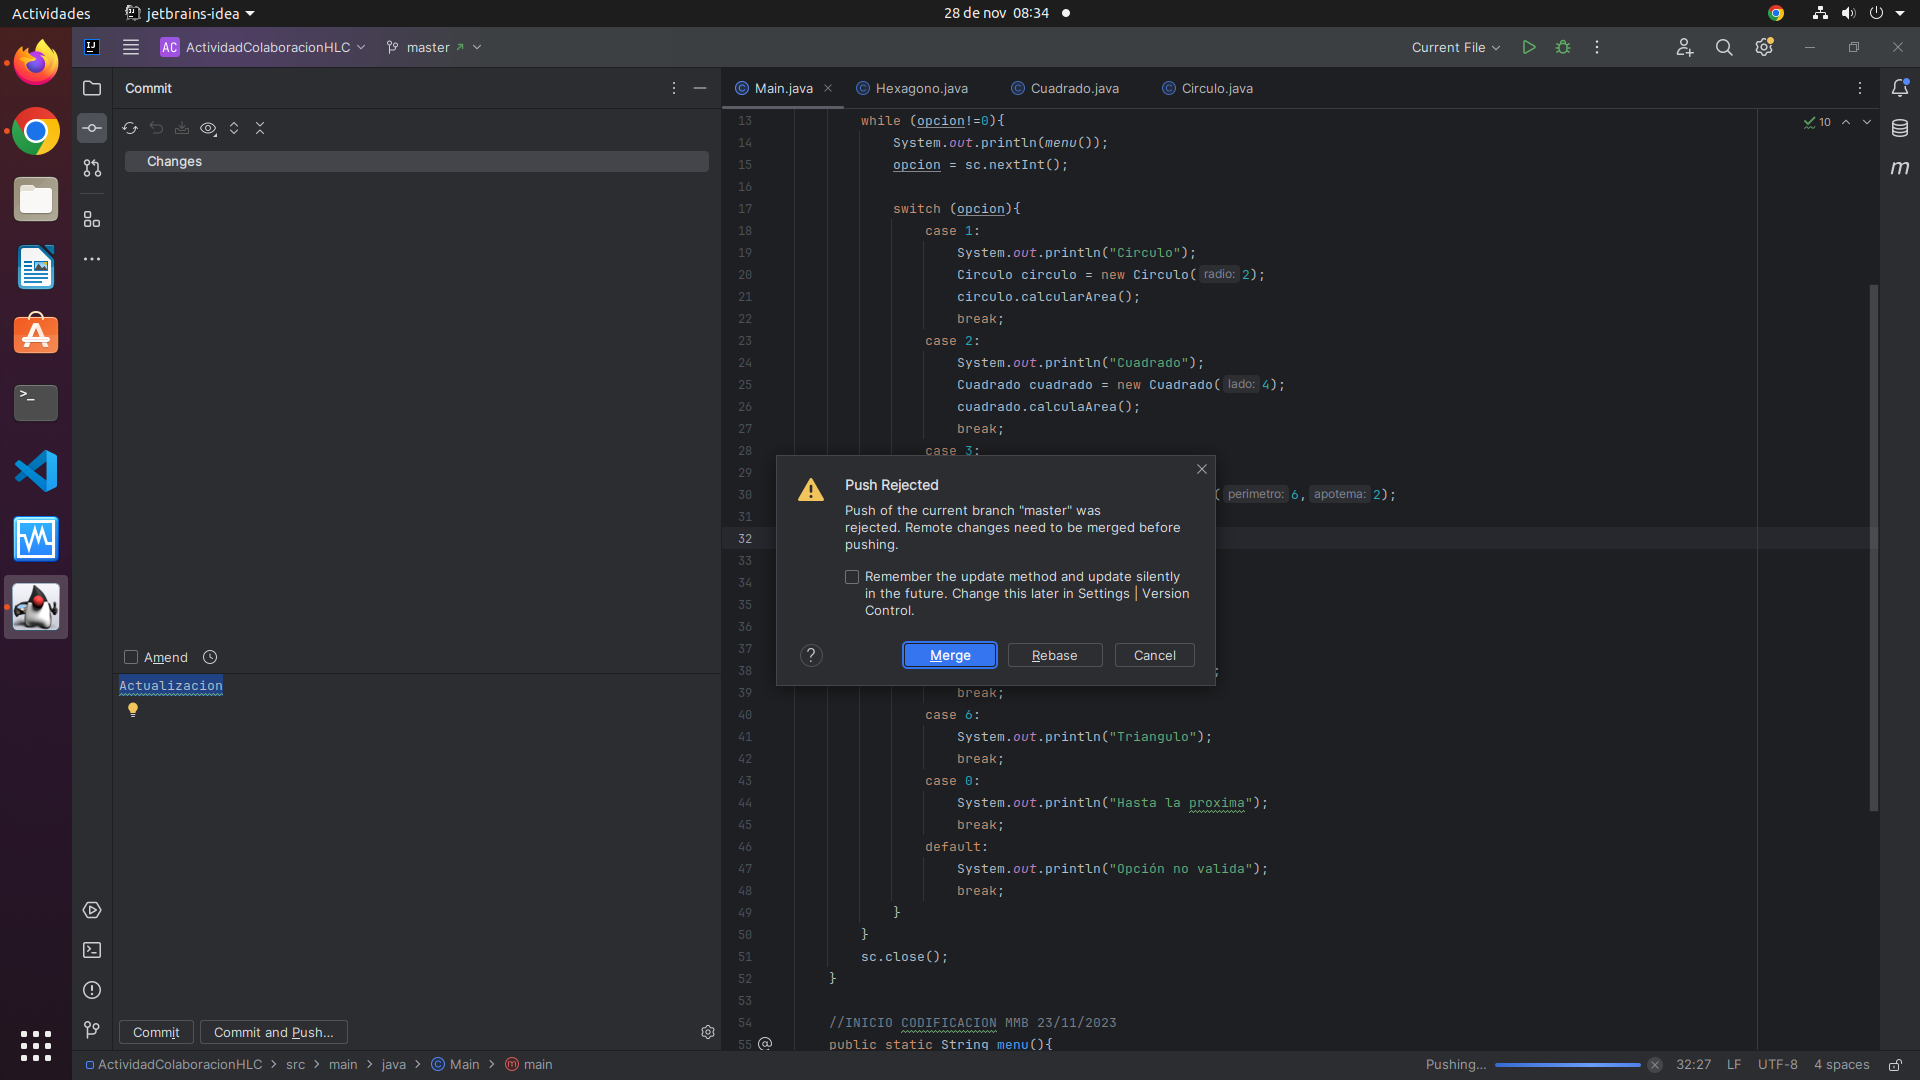 Actividades
jetbrains-idea
28 de nov 08:34
AC ActividadColaboracionHLC
master
Current File
Commit
Changes
Main.java
Hexagono.java
Cuadrado.java
Circulo.java
10
13 while (opcion!=0){
14 System.out.println(menu());
15 opcion = sc.nextInt();
16
17 switch (opcion){
18 case 1:
19 System.out.println("Circulo");
20 Circulo circulo = new Circulo( radio: 2);
21 circulo.calcularArea();
22 break;
23 case 2:
24 System.out.println("Cuadrado");
25 Cuadrado cuadrado = new Cuadrado( lado: 4);
26 cuadrado.calculaArea();
27 break;
28 case 3:
29
30 ( perimetro: 6, apotema: 2);
31
32
33
34
35
36
37
38 ;
39 break;
40 case 6:
41 System.out.println("Triangulo");
42 break;
43 case 0:
44 System.out.println("Hasta la proxima");
45 break;
46 default:
47 System.out.println("Opción no valida");
48 break;
49 }
50 }
51 sc.close();
52 }
53
54 //INICIO CODIFICACION MMB 23/11/2023
55 @ public static String menu(){
Push Rejected
Push of the current branch "master" was
rejected. Remote changes need to be merged before
pushing.
Remember the update method and update silently
in the future. Change this later in Settings | Version
Control.
? Merge Rebase Cancel
Amend
Actualizacion
Commit
Commit and Push...
ActividadColaboracionHLC > src > main > java > Main > main
Pushing...
32:27 LF UTF-8 4 spaces